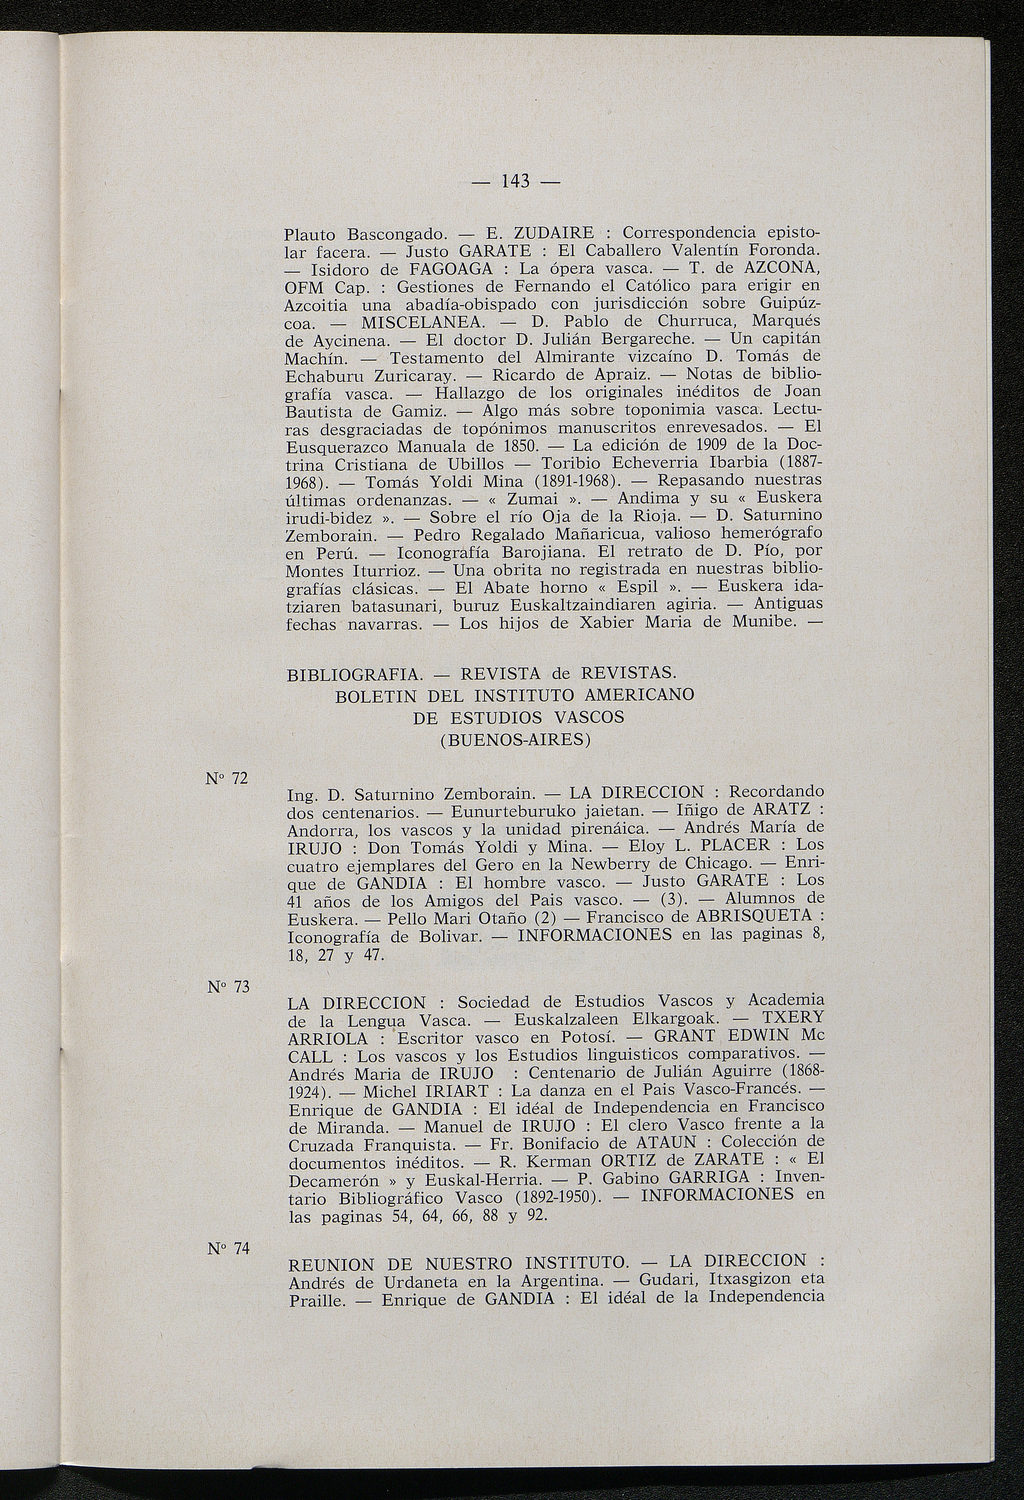 — 143 —
Plauto Bascongado. — E. ZUDAIRE : Correspondencia episto-
lar facera. — Justo GARATE : El Caballero Valentín Foronda.
— Isidoro de FAGOAGA : La ópera vasca. — T. de AZCONA,
OFM Cap. : Gestiones de Fernando el Católico para erigir en
Azcoitia una abadía-obispado con jurisdicción sobre Guipúz-
coa. — MISCELANEA. — D. Pablo de Churruca, Marqués
de Aycinena. — El doctor D. Julián Bergareche. — Un capitán
Machín. — Testamento del Almirante vizcaíno D. Tomás de
Echaburu Zuricaray. — Ricardo de Apraiz. — Notas de biblio-
grafía vasca. — Hallazgo de los originales inéditos de Joan
Bautista de Gamiz. — Algo más sobre toponimia vasca. Lectu-
ras desgraciadas de topónimos manuscritos enrevesados. — El
Eusquerazco Manuala de 1850. — La edición de 1909 de la Doc-
trina Cristiana de Ubillos — Toribio Echeverria Ibarbia (1887-
1968). — Tomás Yoldi Mina (1891-1968). — Repasando nuestras
últimas ordenanzas. — « Zumai ». — Andima y su « Euskera
irudi-bidez ». — Sobre el río Oja de la Rioja. — D. Saturnino
Zemborain. — Pedro Regalado Mañaricua, valioso hemerógrafo
en Perú. — Iconografía Barojiana. El retrato de D. Pío, por
Montes Iturrioz. — Una obrita no registrada en nuestras biblio-
grafías clásicas. — El Abate horno « Espil ». — Euskera ida-
tziaren batasunari, buruz Euskaltzaindiaren agiria. — Antiguas
fechas navarras. — Los hijos de Xabier Maria de Munibe. —
BIBLIOGRAFIA. — REVISTA de REVISTAS.
BOLETIN DEL INSTITUTO AMERICANO
DE ESTUDIOS VASCOS
(BUENOS-AIRES)
Nº 72
Ing. D. Saturnino Zemborain. — LA DIRECCION : Recordando
dos centenarios. — Eunurteburuko jaietan. — Iñigo de ARATZ :
Andorra, los vascos y la unidad pirenáica. — Andrés María de
IRUJO : Don Tomás Yoldi y Mina. — Eloy L. PLACER : Los
cuatro ejemplares del Gero en la Newberry de Chicago. — Enri-
que de GANDIA : El hombre vasco. — Justo GARATE : Los
41 años de los Amigos del Pais vasco. — (3). — Alumnos de
Euskera. — Pello Mari Otaño (2) — Francisco de ABRISQUETA :
Iconografía de Bolivar. — INFORMACIONES en las paginas 8,
18, 27 y 47.
Nº 73
LA DIRECCION : Sociedad de Estudios Vascos y Academia
de la Lengua Vasca. — Euskalzaleen Elkargoak. — TXERY
ARRIOLA : Escritor vasco en Potosí. — GRANT EDWIN Mc
CALL : Los vascos y los Estudios linguisticos comparativos. —
Andrés Maria de IRUJO : Centenario de Julián Aguirre (1868-
1924). — Michel IRIART : La danza en el Pais Vasco-Francés. —
Enrique de GANDIA : El idéal de Independencia en Francisco
de Miranda. — Manuel de IRUJO : El clero Vasco frente a la
Cruzada Franquista. — Fr. Bonifacio de ATAUN : Colección de
documentos inéditos. — R. Kerman ORTIZ de ZARATE : « El
Decamerón » y Euskal-Herria. — P. Gabino GARRIGA : Inven-
tario Bibliográfico Vasco (1892-1950). — INFORMACIONES en
las paginas 54, 64, 66, 88 y 92.
Nº 74
REUNION DE NUESTRO INSTITUTO. — LA DIRECCION :
Andrés de Urdaneta en la Argentina. — Gudari, Itxasgizon eta
Praille. — Enrique de GANDIA : El idéal de la Independencia